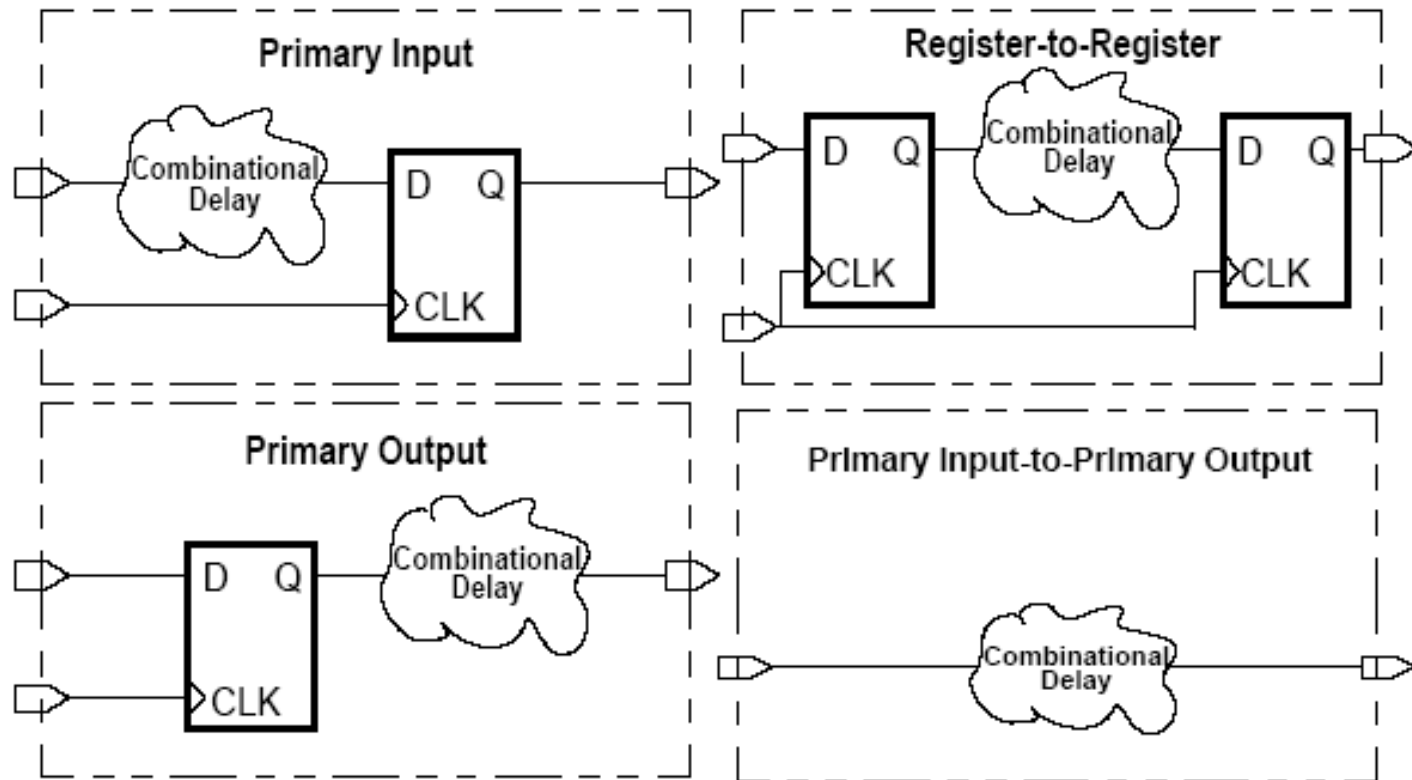 Primary Input
Combinational
Delay
D Q
CLK
Register-to-Register
D Q
Combinational
Delay
D Q
CLK
CLK
Primary Output
D Q
Combinational
Delay
CLK
Primary Input-to-Primary Output
Combinational
Delay